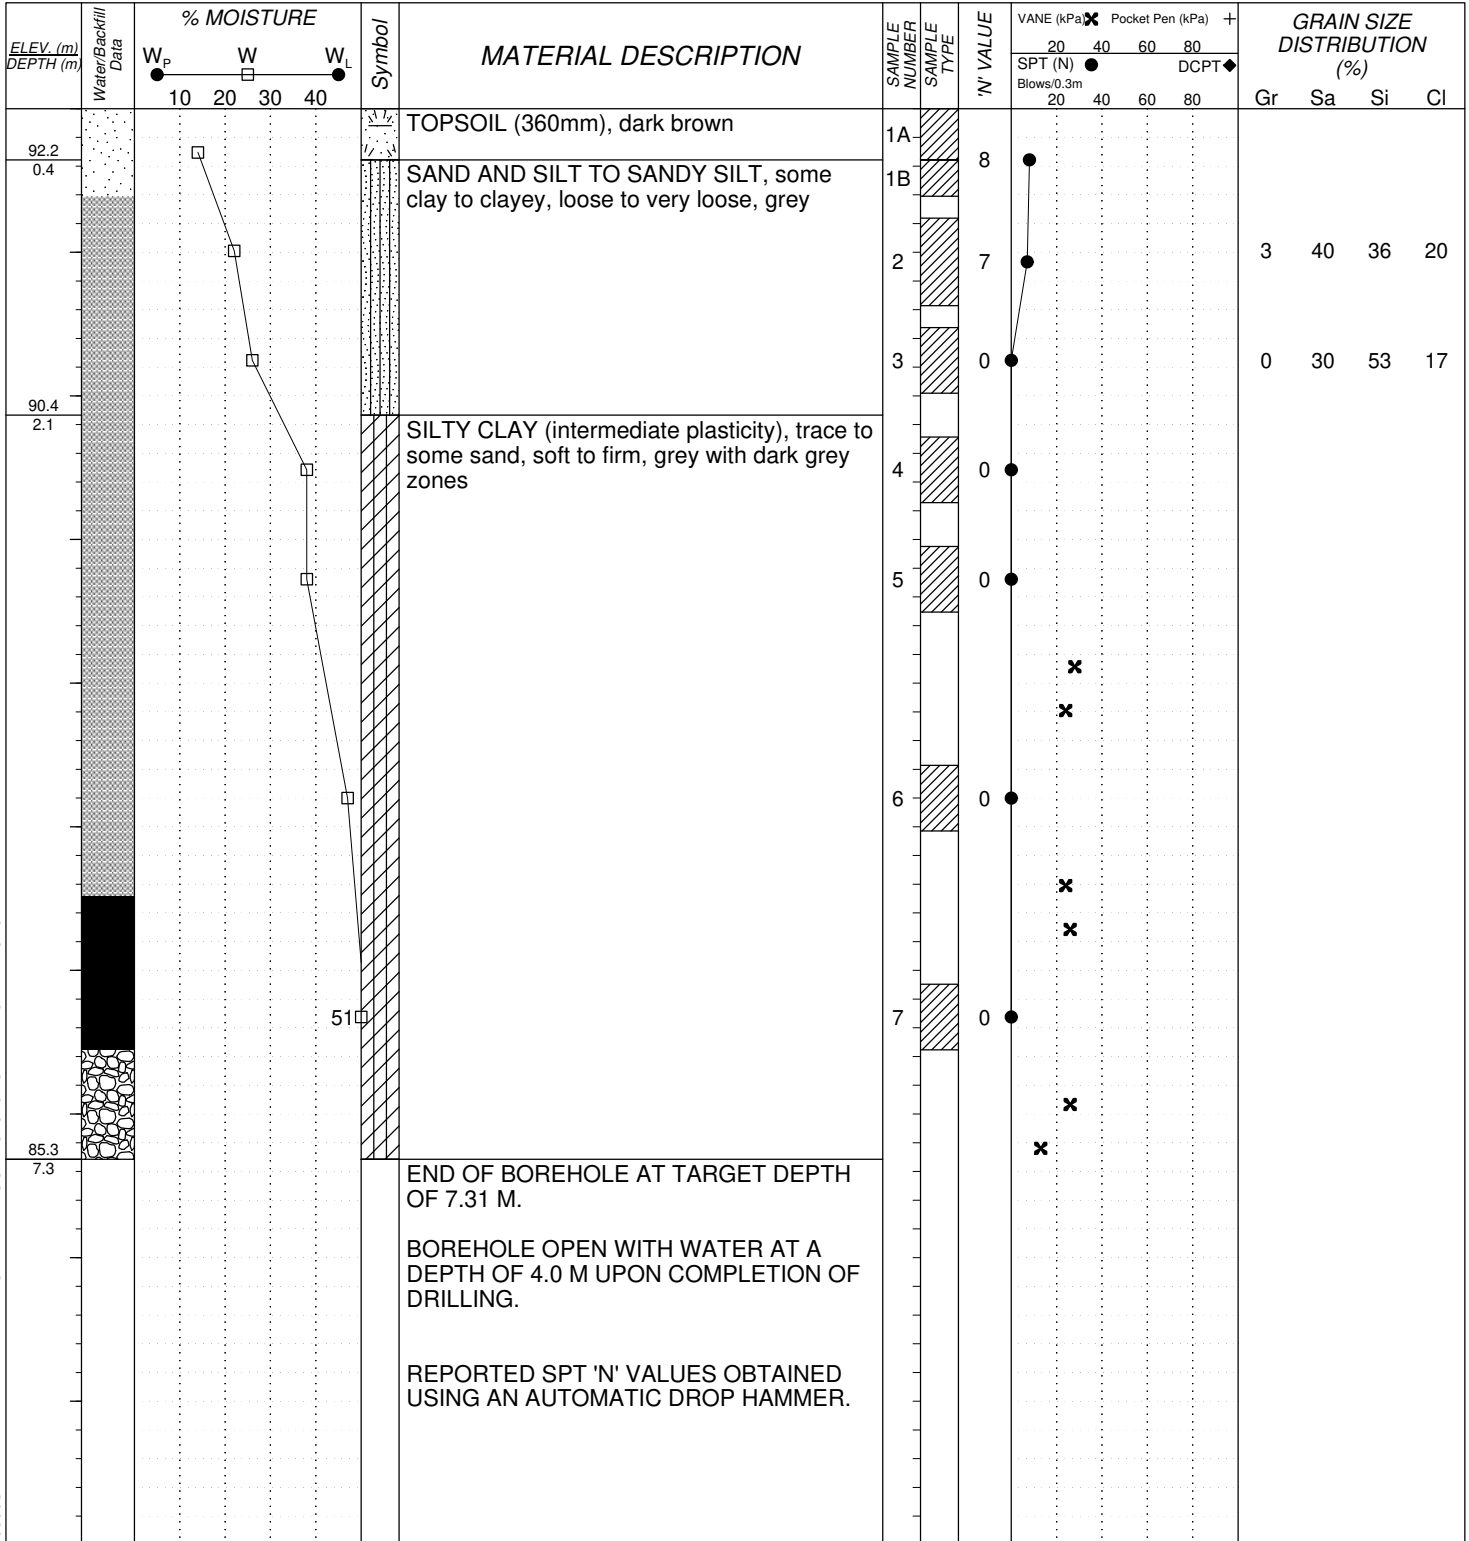 ELEV. (m)
DEPTH (m)
Water/Backfill
Data
% MOISTURE
WP W WL
10 20 30 40
Symbol
MATERIAL DESCRIPTION
SAMPLE
NUMBER
SAMPLE
TYPE
'N' VALUE
VANE (kPa) Pocket Pen (kPa)
20 40 60 80
SPT (N) DCPT
Blows/0.3m
20 40 60 80
GRAIN SIZE
DISTRIBUTION
(%)
Gr Sa Si Cl
TOPSOIL (360mm), dark brown
1A
92.2
0.4
8
SAND AND SILT TO SANDY SILT, some
clay to clayey, loose to very loose, grey
1B
2 7 3 40 36 20
3 0 0 30 53 17
90.4
2.1
SILTY CLAY (intermediate plasticity), trace to
some sand, soft to firm, grey with dark grey
zones
4 0
5 0
6 0
51 7 0
85.3
7.3
END OF BOREHOLE AT TARGET DEPTH
OF 7.31 M.
BOREHOLE OPEN WITH WATER AT A
DEPTH OF 4.0 M UPON COMPLETION OF
DRILLING.
REPORTED SPT 'N' VALUES OBTAINED
USING AN AUTOMATIC DROP HAMMER.